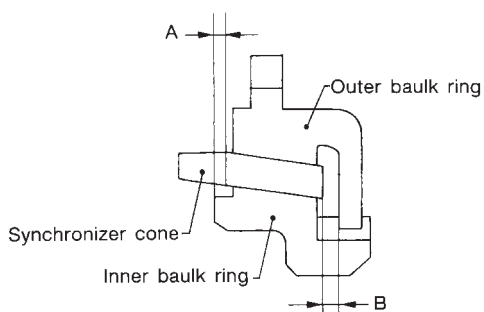 A
Outer baulk ring
Synchronizer cone
Inner baulk ring
B